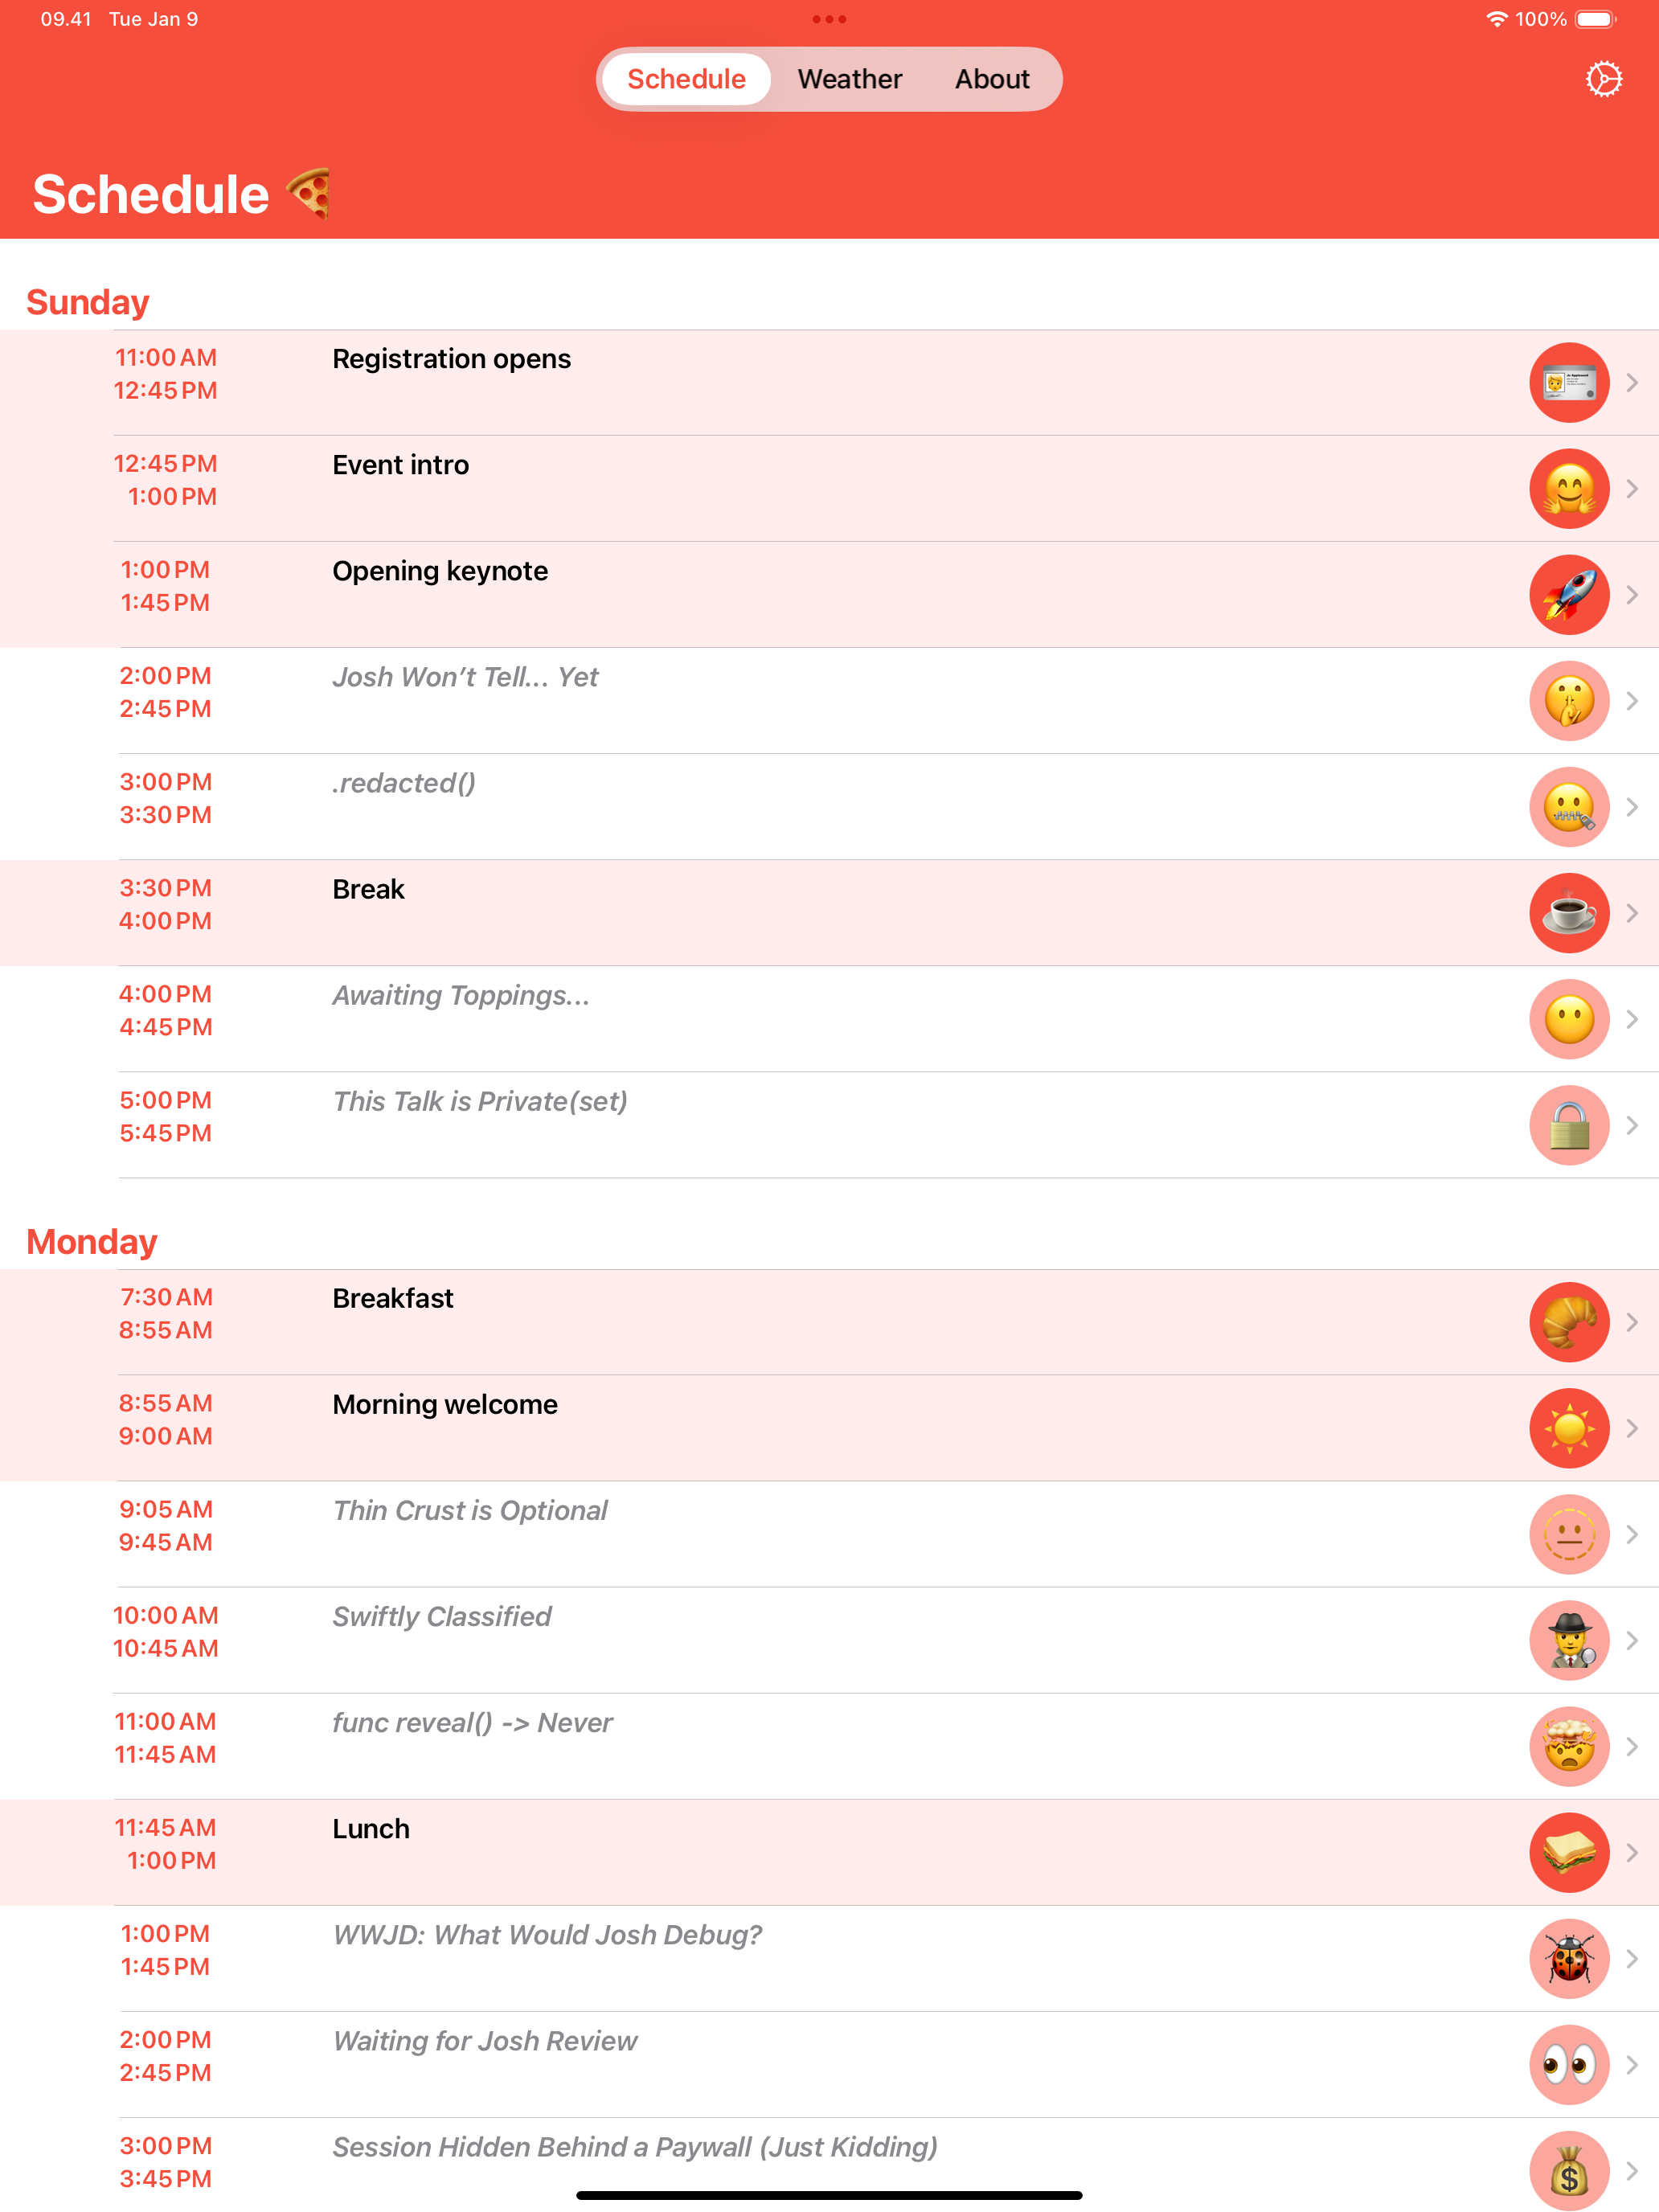 09.41 Tue Jan 9
100%
Schedule
Weather
About
Schedule 🍕
Sunday
11:00 AM
12:45 PM
Registration opens
12:45 PM
1:00 PM
Event intro
1:00 PM
1:45 PM
Opening keynote
2:00 PM
2:45 PM
Josh Won’t Tell... Yet
3:00 PM
3:30 PM
.redacted()
3:30 PM
4:00 PM
Break
4:00 PM
4:45 PM
Awaiting Toppings...
5:00 PM
5:45 PM
This Talk is Private(set)
Monday
7:30 AM
8:55 AM
Breakfast
8:55 AM
9:00 AM
Morning welcome
9:05 AM
9:45 AM
Thin Crust is Optional
10:00 AM
10:45 AM
Swiftly Classified
11:00 AM
11:45 AM
func reveal() -> Never
11:45 AM
1:00 PM
Lunch
1:00 PM
1:45 PM
WWJD: What Would Josh Debug?
2:00 PM
2:45 PM
Waiting for Josh Review
3:00 PM
3:45 PM
Session Hidden Behind a Paywall (Just Kidding)